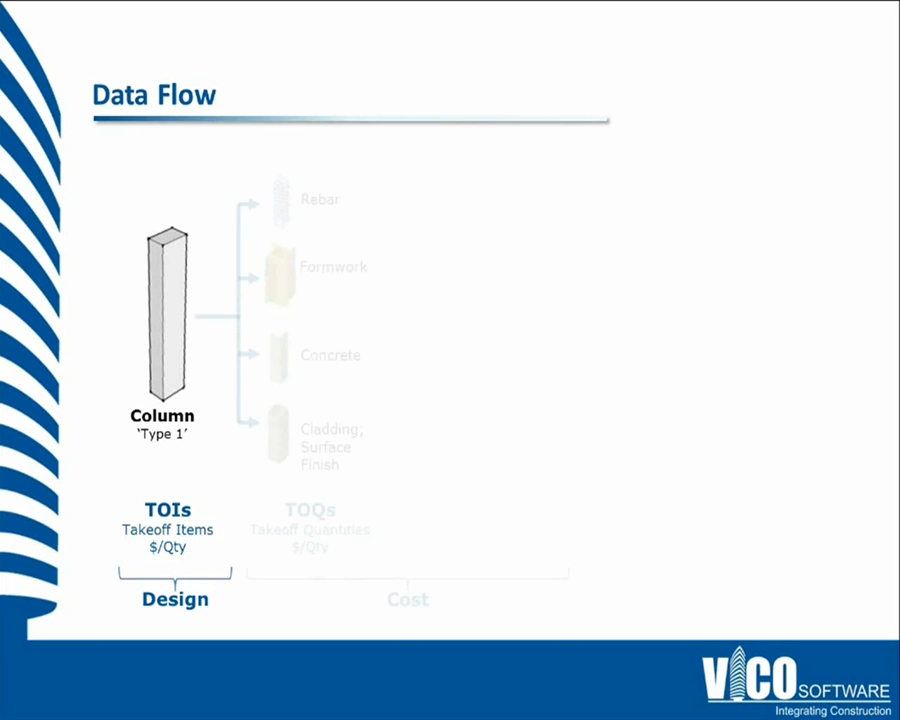 Data Flow
Rebar
Formwork
Concrete
Cladding;
Surface
Finish
Column
‘Type 1’
TOIs
Takeoff Items
$/Qty
TOQs
Takeoff Quantities
$/Qty
Design
Cost
VICO SOFTWARE
Integrating Construction